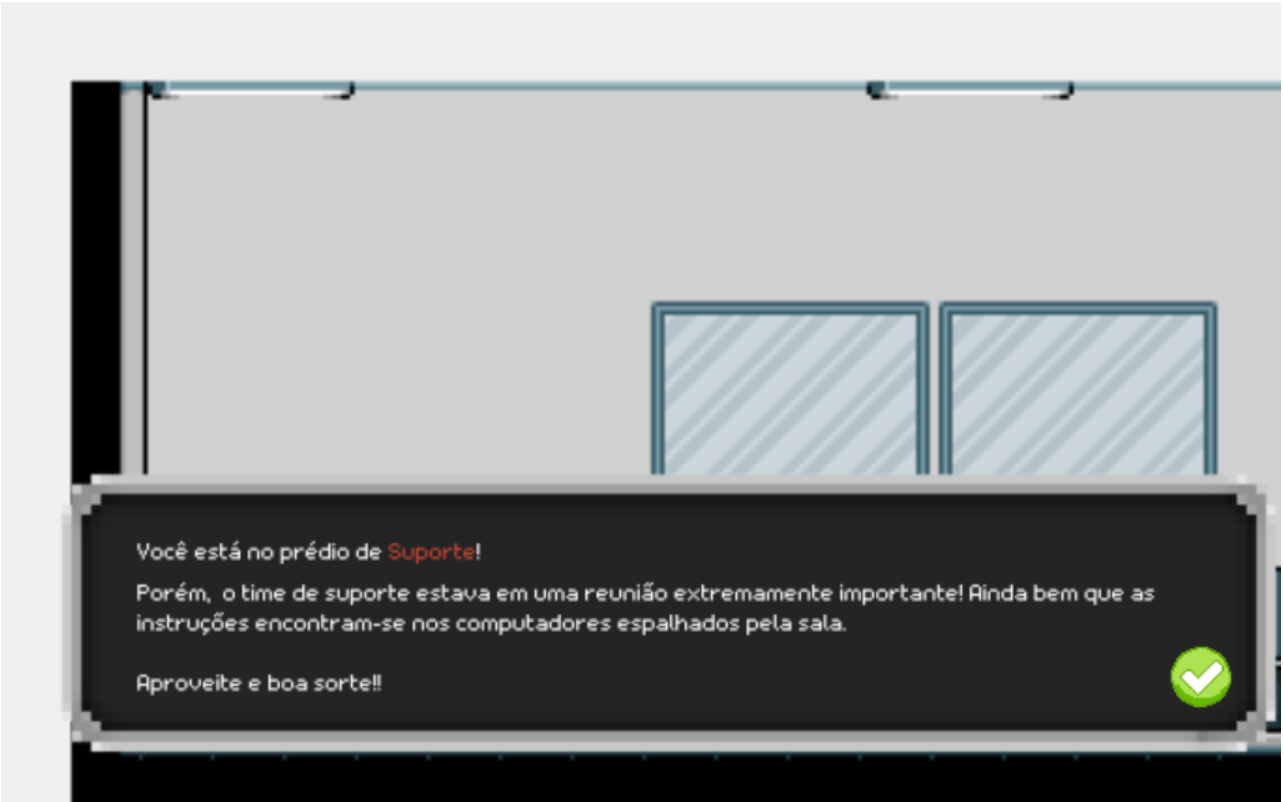 Você está no prédio de Suporte!
Porém, o time de suporte estava em uma reunião extremamente importante! Ainda bem que as
instruções encontram-se nos computadores espalhados pela sala.
Aproveite e boa sorte!!